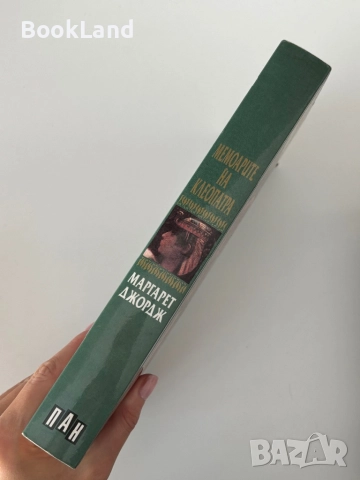 BookLand
МЕМОАРИТЕ
НА
КЛЕОПАТРА
МАРГАРЕТ
ДЖОРДЖ
ПАН
BAZAR